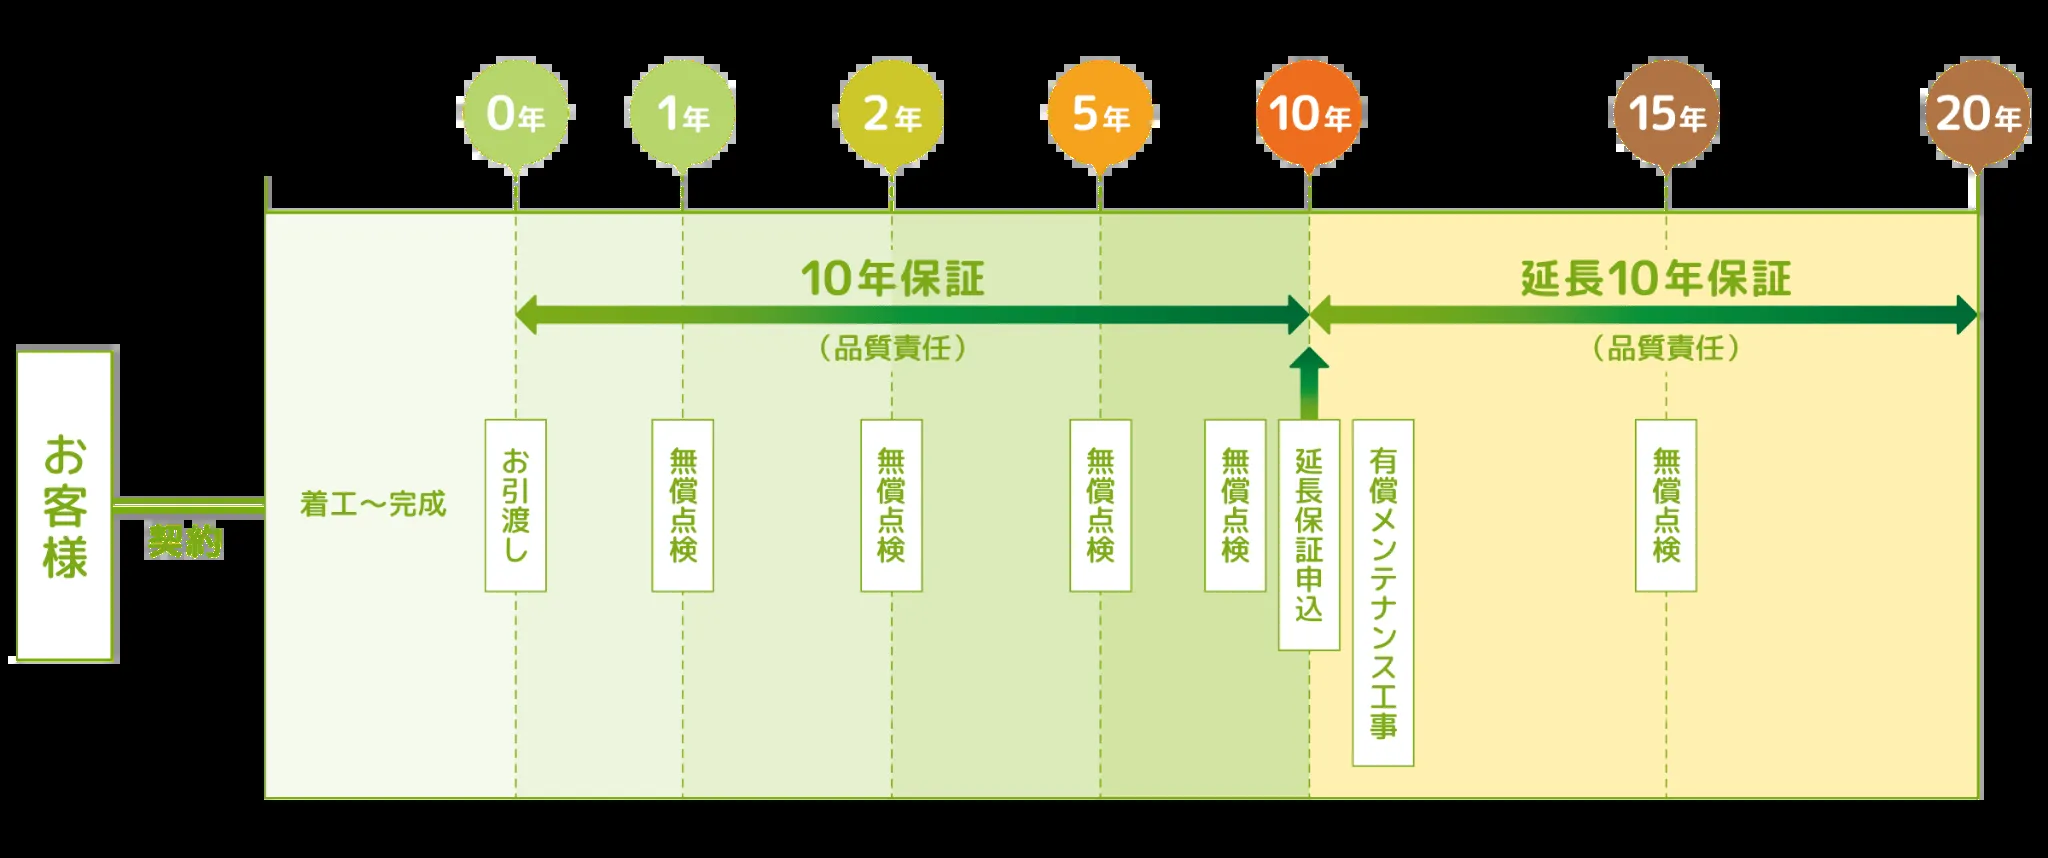 0年
1年
2年
5年
10年
15年
20年
10年保証
(品質責任)
延長10年保証
(品質責任)
お客様
契約
着工～完成
お引渡し
無償点検
無償点検
無償点検
無償点検
延長保証申込
有償メンテナンス工事
無償点検